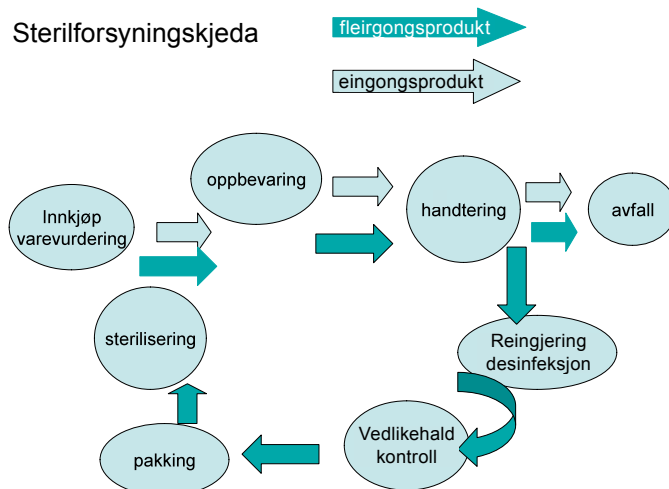 Sterilforsyningskjeda
fleirgongsprodukt
eingongsprodukt
oppbevaring
Innkjøp
varevurdering
handtering
avfall
sterilisering
Reingjering
desinfeksjon
Vedlikehald
kontroll
pakking